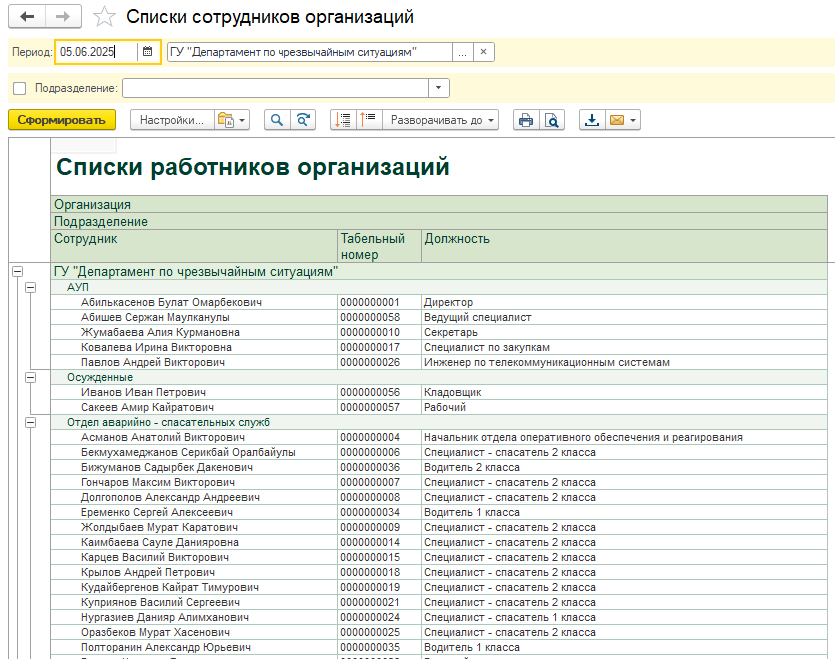 Списки сотрудников организаций
Период: 05.06.2025 ГУ "Департамент по чрезвычайным ситуациям" ... ×
Подразделение:
Сформировать Настройки... Разворачивать до
Списки работников организаций
Организация
Подразделение
Сотрудник Табельный номер Должность
ГУ "Департамент по чрезвычайным ситуациям"
АУП
Абилькасенов Булат Омарбекович 0000000001 Директор
Абишев Сержан Маулканулы 0000000058 Ведущий специалист
Жумабаева Алия Курмановна 0000000010 Секретарь
Ковалева Ирина Викторовна 0000000017 Специалист по закупкам
Павлов Андрей Викторович 0000000026 Инженер по телекоммуникационным системам
Осужденные
Иванов Иван Петрович 0000000056 Кладовщик
Сакеев Амир Кайратович 0000000057 Рабочий
Отдел аварийно - спасательных служб
Асманов Анатолий Викторович 0000000004 Начальник отдела оперативного обеспечения и реагирования
Бекмухамеджанов Серикбай Оралбайулы 0000000006 Специалист - спасатель 2 класса
Бижуманов Садырбек Дакенович 0000000036 Водитель 2 класса
Гончаров Максим Викторович 0000000007 Специалист - спасатель 2 класса
Долгополов Александр Андреевич 0000000008 Специалист - спасатель 2 класса
Еременко Сергей Алексеевич 0000000034 Водитель 1 класса
Жолдыбаев Мурат Каратович 0000000009 Специалист - спасатель 2 класса
Каимбаева Сауле Данияровна 0000000014 Специалист - спасатель 2 класса
Карцев Василий Викторович 0000000015 Специалист - спасатель 2 класса
Крылов Андрей Петрович 0000000018 Специалист - спасатель 2 класса
Кудайбергенов Кайрат Тимурович 0000000019 Специалист - спасатель 2 класса
Куприянов Василий Сергеевич 0000000021 Специалист - спасатель 2 класса
Нургазиев Данияр Алимханович 0000000024 Специалист - спасатель 1 класса
Оразбеков Мурат Хасенович 0000000025 Специалист - спасатель 2 класса
Полторанин Александр Юрьевич 0000000035 Водитель 1 класса